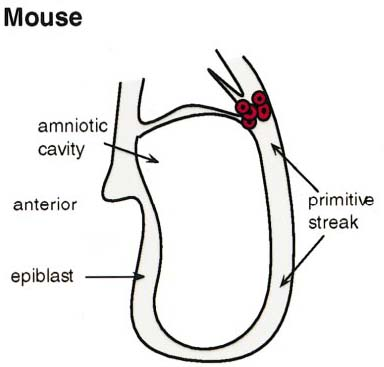 Mouse
amniotic
cavity
anterior
primitive
streak
epiblast